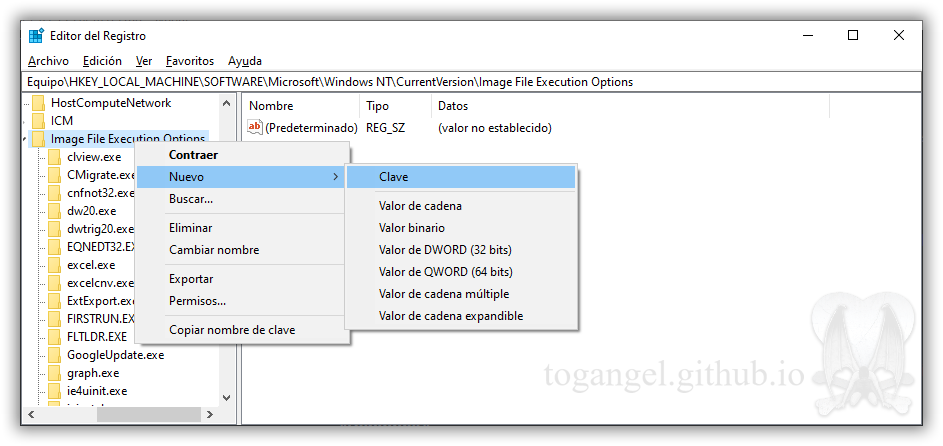 Editor del Registro
Archivo Edición Ver Favoritos Ayuda
Equipo\HKEY_LOCAL_MACHINE\SOFTWARE\Microsoft\Windows NT\CurrentVersion\Image File Execution Options
HostComputeNetwork
ICM
Image File Execution Options
clview.exe
CMigrate.exe
cnfnot32.exe
dw20.exe
dwtrig20.exe
EQNEDT32.EX
excel.exe
excelcnv.exe
ExtExport.exe
FIRSTRUN.EXE
FLTLDR.EXE
GoogleUpdate.exe
graph.exe
ie4uinit.exe
Nombre Tipo Datos
(Predeterminado) REG_SZ (valor no establecido)
Contraer
Nuevo
Buscar...
Eliminar
Cambiar nombre
Exportar
Permisos...
Copiar nombre de clave
Clave
Valor de cadena
Valor binario
Valor de DWORD (32 bits)
Valor de QWORD (64 bits)
Valor de cadena múltiple
Valor de cadena expandible
togangel.github.io